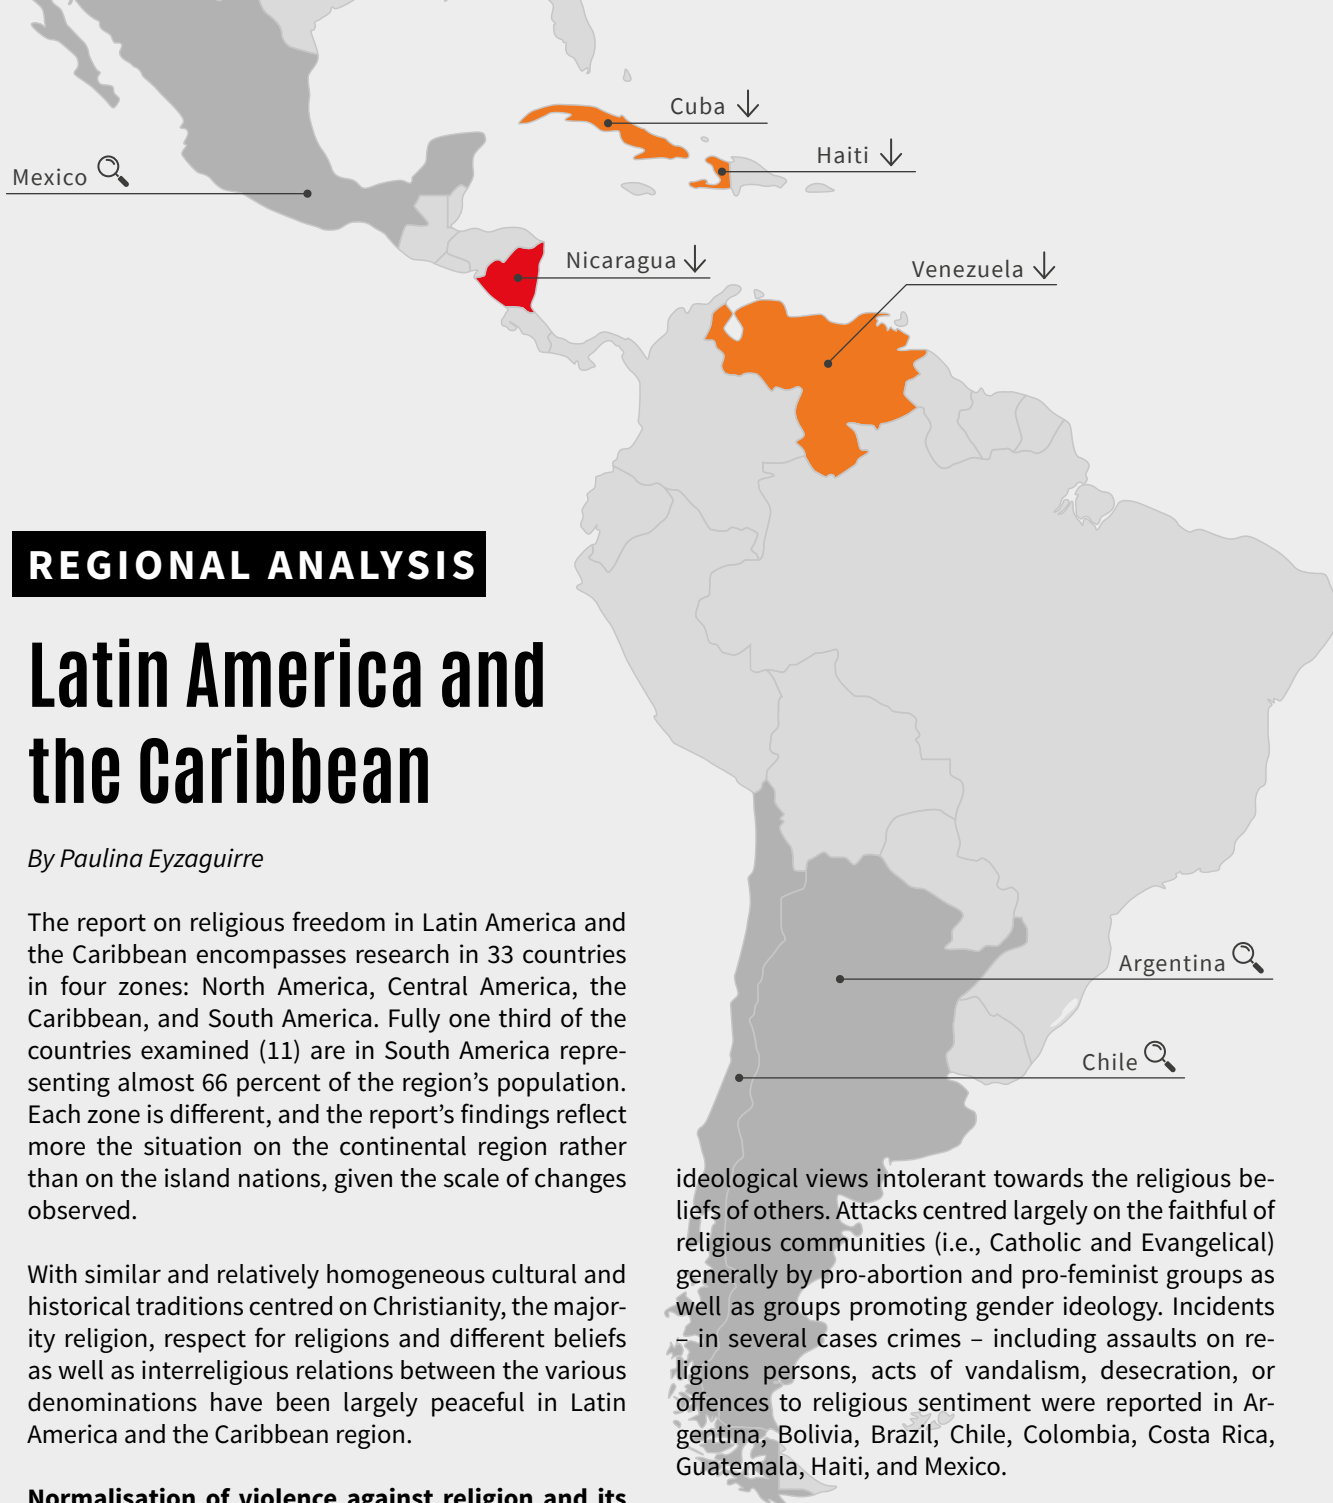 Cuba
Haiti
Mexico
Nicaragua
Venezuela
REGIONAL ANALYSIS
Latin America and
the Caribbean
By Paulina Eyzaguirre
The report on religious freedom in Latin America and
the Caribbean encompasses research in 33 countries
in four zones: North America, Central America, the
Caribbean, and South America. Fully one third of the
countries examined (11) are in South America repre-
senting almost 66 percent of the region's population.
Each zone is different, and the report's findings reflect
more the situation on the continental region rather
than on the island nations, given the scale of changes
observed.
With similar and relatively homogeneous cultural and
historical traditions centred on Christianity, the major-
ity religion, respect for religions and different beliefs
as well as interreligious relations between the various
denominations have been largely peaceful in Latin
America and the Caribbean region.
Normalisation of violence against religion and its
Argentina
Chile
ideological views intolerant towards the religious be-
liefs of others. Attacks centred largely on the faithful of
religious communities (i.e., Catholic and Evangelical)
generally by pro-abortion and pro-feminist groups as
well as groups promoting gender ideology. Incidents
– in several cases crimes – including assaults on re-
ligions persons, acts of vandalism, desecration, or
offences to religious sentiment were reported in Ar-
gentina, Bolivia, Brazil, Chile, Colombia, Costa Rica,
Guatemala, Haiti, and Mexico.